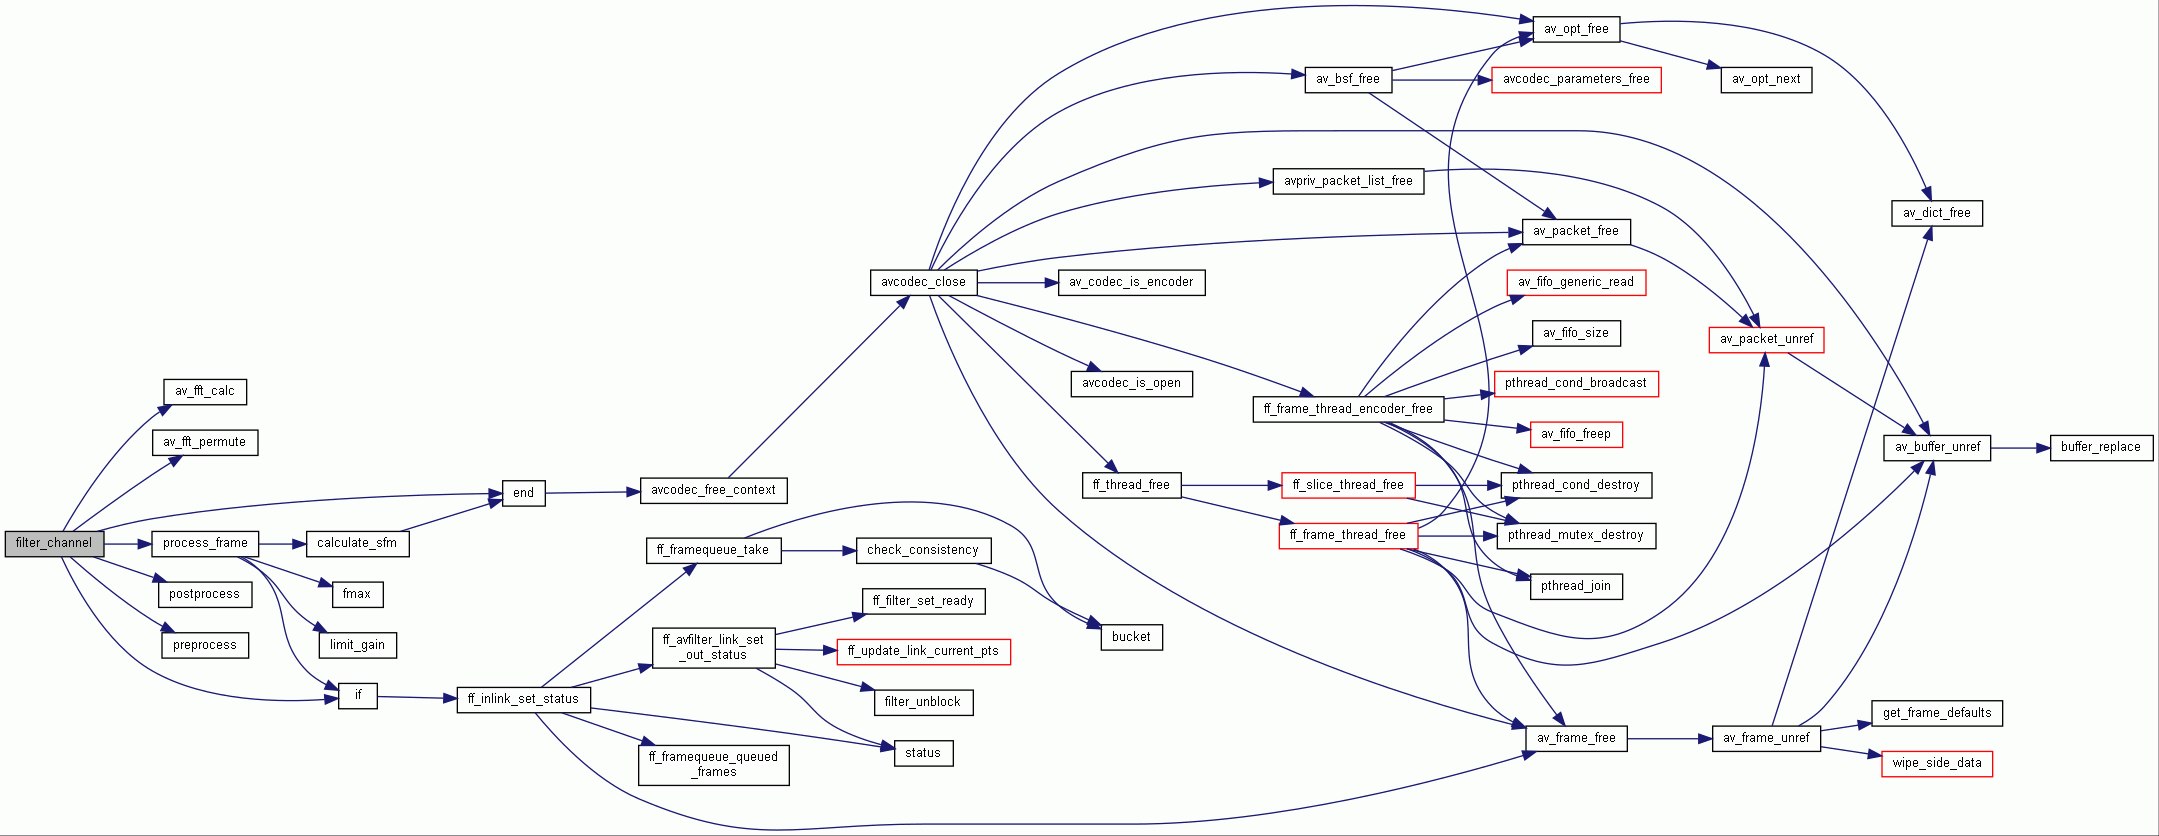 filter_channel
av_fft_calc
av_fft_permute
process_frame
postprocess
preprocess
calculate_sfm
fmax
limit_gain
if
end
avcodec_free_context
ff_inlink_set_status
ff_framequeue_take
ff_avfilter_link_set
_out_status
ff_framequeue_queued
_frames
check_consistency
ff_filter_set_ready
ff_update_link_current_pts
filter_unblock
status
bucket
avcodec_close
av_codec_is_encoder
avcodec_is_open
ff_thread_free
av_bsf_free
avpriv_packet_list_free
ff_frame_thread_encoder_free
ff_slice_thread_free
ff_frame_thread_free
av_opt_free
avcodec_parameters_free
av_packet_free
av_fifo_generic_read
av_fifo_size
pthread_cond_broadcast
av_fifo_freep
pthread_cond_destroy
pthread_mutex_destroy
pthread_join
av_frame_free
av_opt_next
av_packet_unref
av_frame_unref
av_dict_free
av_buffer_unref
get_frame_defaults
wipe_side_data
buffer_replace